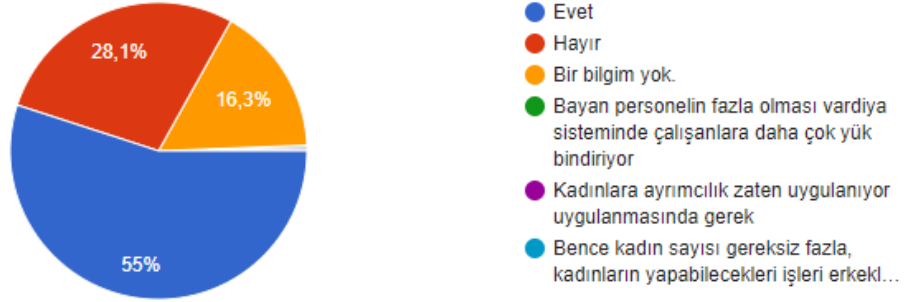 28,1%
16,3%
55%
Evet
Hayır
Bir bilgim yok.
Bayan personelin fazla olması vardiya
sisteminde çalışanlara daha çok yük
bindiriyor
Kadınlara ayrımcılık zaten uygulanıyor
uygulanmasında gerek
Bence kadın sayısı gereksiz fazla,
kadınların yapabilecekleri işleri erkekl…